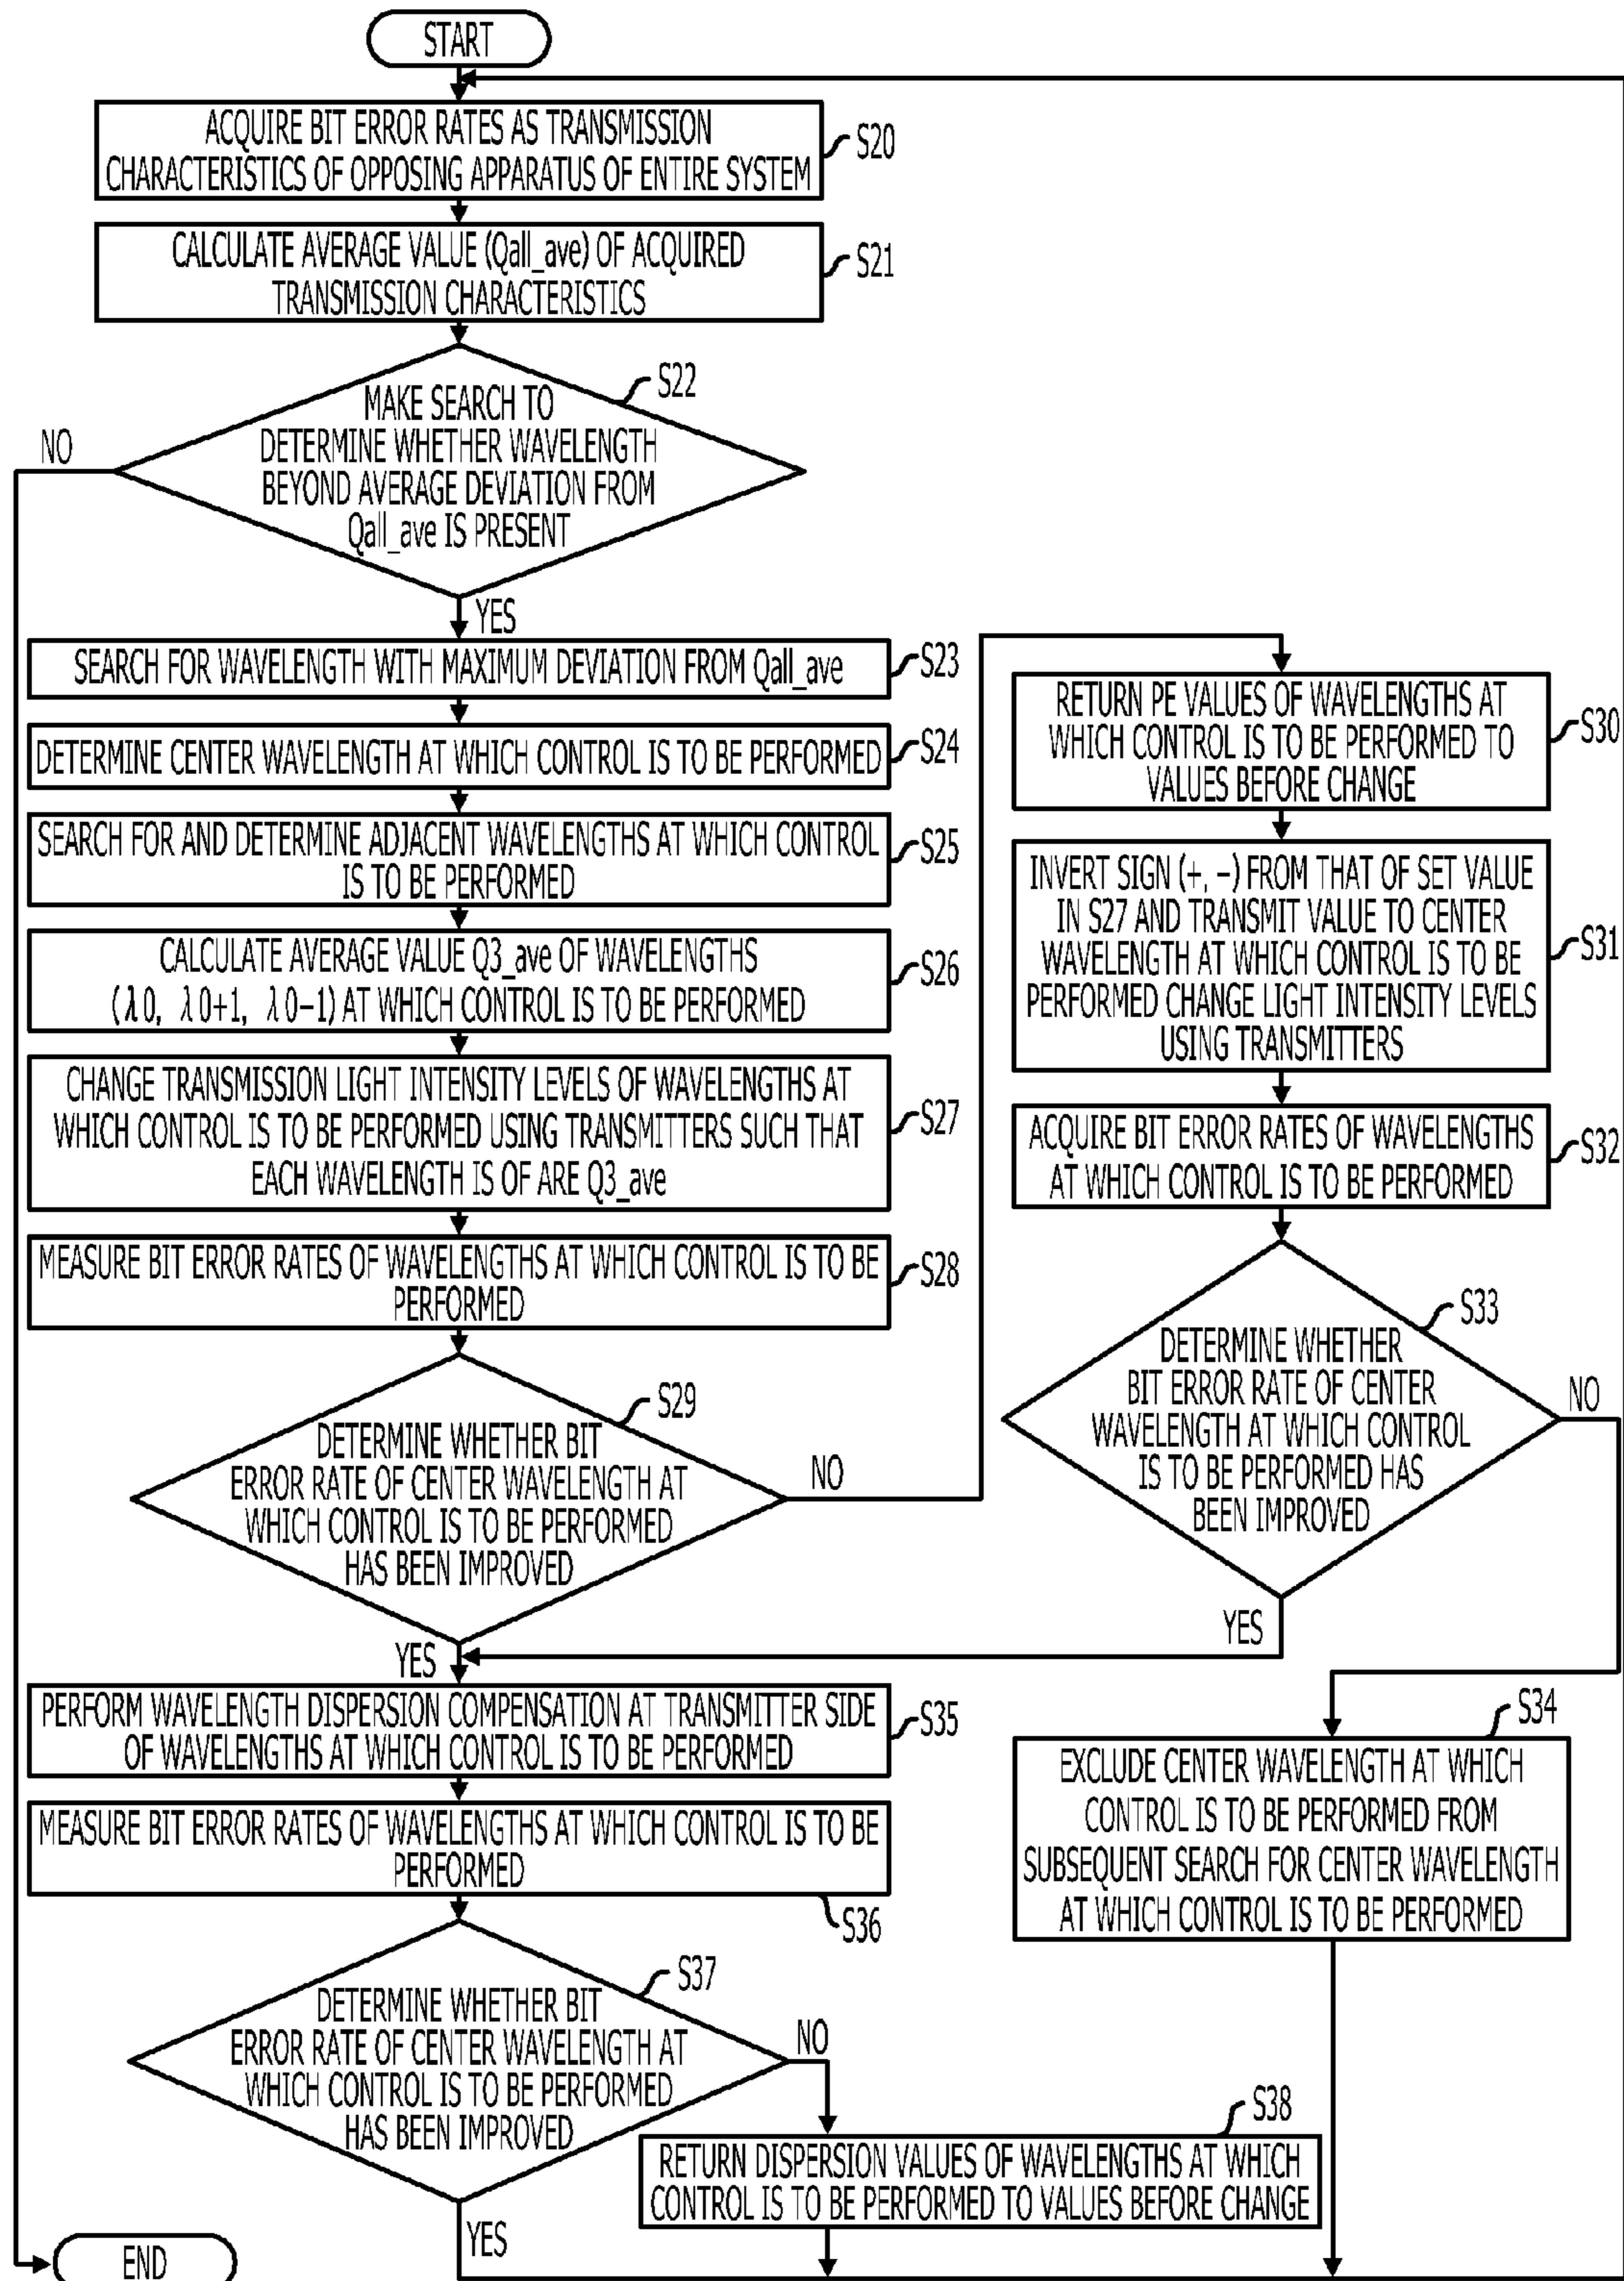 START
ACQUIRE BIT ERROR RATES AS TRANSMISSION
CHARACTERISTICS OF OPPOSING APPARATUS OF ENTIRE SYSTEM
S20
CALCULATE AVERAGE VALUE (Qall_ave) OF ACQUIRED
TRANSMISSION CHARACTERISTICS
S21
S22
MAKE SEARCH TO
DETERMINE WHETHER WAVELENGTH
BEYOND AVERAGE DEVIATION FROM
Qall_ave IS PRESENT
NO
YES
SEARCH FOR WAVELENGTH WITH MAXIMUM DEVIATION FROM Qall_ave
S23
DETERMINE CENTER WAVELENGTH AT WHICH CONTROL IS TO BE PERFORMED
S24
SEARCH FOR AND DETERMINE ADJACENT WAVELENGTHS AT WHICH CONTROL
IS TO BE PERFORMED
S25
CALCULATE AVERAGE VALUE Q3_ave OF WAVELENGTHS
(λ0, λ0+1, λ0−1) AT WHICH CONTROL IS TO BE PERFORMED
S26
CHANGE TRANSMISSION LIGHT INTENSITY LEVELS OF WAVELENGTHS AT
WHICH CONTROL IS TO BE PERFORMED USING TRANSMITTERS SUCH THAT
EACH WAVELENGTH IS OF ARE Q3_ave
S27
MEASURE BIT ERROR RATES OF WAVELENGTHS AT WHICH CONTROL IS TO BE
PERFORMED
S28
S29
DETERMINE WHETHER BIT
ERROR RATE OF CENTER WAVELENGTH AT
WHICH CONTROL IS TO BE PERFORMED
HAS BEEN IMPROVED
NO
YES
RETURN PE VALUES OF WAVELENGTHS AT
WHICH CONTROL IS TO BE PERFORMED TO
VALUES BEFORE CHANGE
S30
INVERT SIGN (+, −) FROM THAT OF SET VALUE
IN S27 AND TRANSMIT VALUE TO CENTER
WAVELENGTH AT WHICH CONTROL IS TO BE
PERFORMED CHANGE LIGHT INTENSITY LEVELS
USING TRANSMITTERS
S31
ACQUIRE BIT ERROR RATES OF WAVELENGTHS
AT WHICH CONTROL IS TO BE PERFORMED
S32
S33
DETERMINE WHETHER
BIT ERROR RATE OF CENTER
WAVELENGTH AT WHICH CONTROL
IS TO BE PERFORMED HAS
BEEN IMPROVED
NO
YES
S34
EXCLUDE CENTER WAVELENGTH AT WHICH
CONTROL IS TO BE PERFORMED FROM
SUBSEQUENT SEARCH FOR CENTER WAVELENGTH
AT WHICH CONTROL IS TO BE PERFORMED
PERFORM WAVELENGTH DISPERSION COMPENSATION AT TRANSMITTER SIDE
OF WAVELENGTHS AT WHICH CONTROL IS TO BE PERFORMED
S35
MEASURE BIT ERROR RATES OF WAVELENGTHS AT WHICH CONTROL IS TO BE
PERFORMED
S36
S37
DETERMINE WHETHER BIT
ERROR RATE OF CENTER WAVELENGTH AT
WHICH CONTROL IS TO BE PERFORMED
HAS BEEN IMPROVED
NO
YES
S38
RETURN DISPERSION VALUES OF WAVELENGTHS AT WHICH
CONTROL IS TO BE PERFORMED TO VALUES BEFORE CHANGE
END